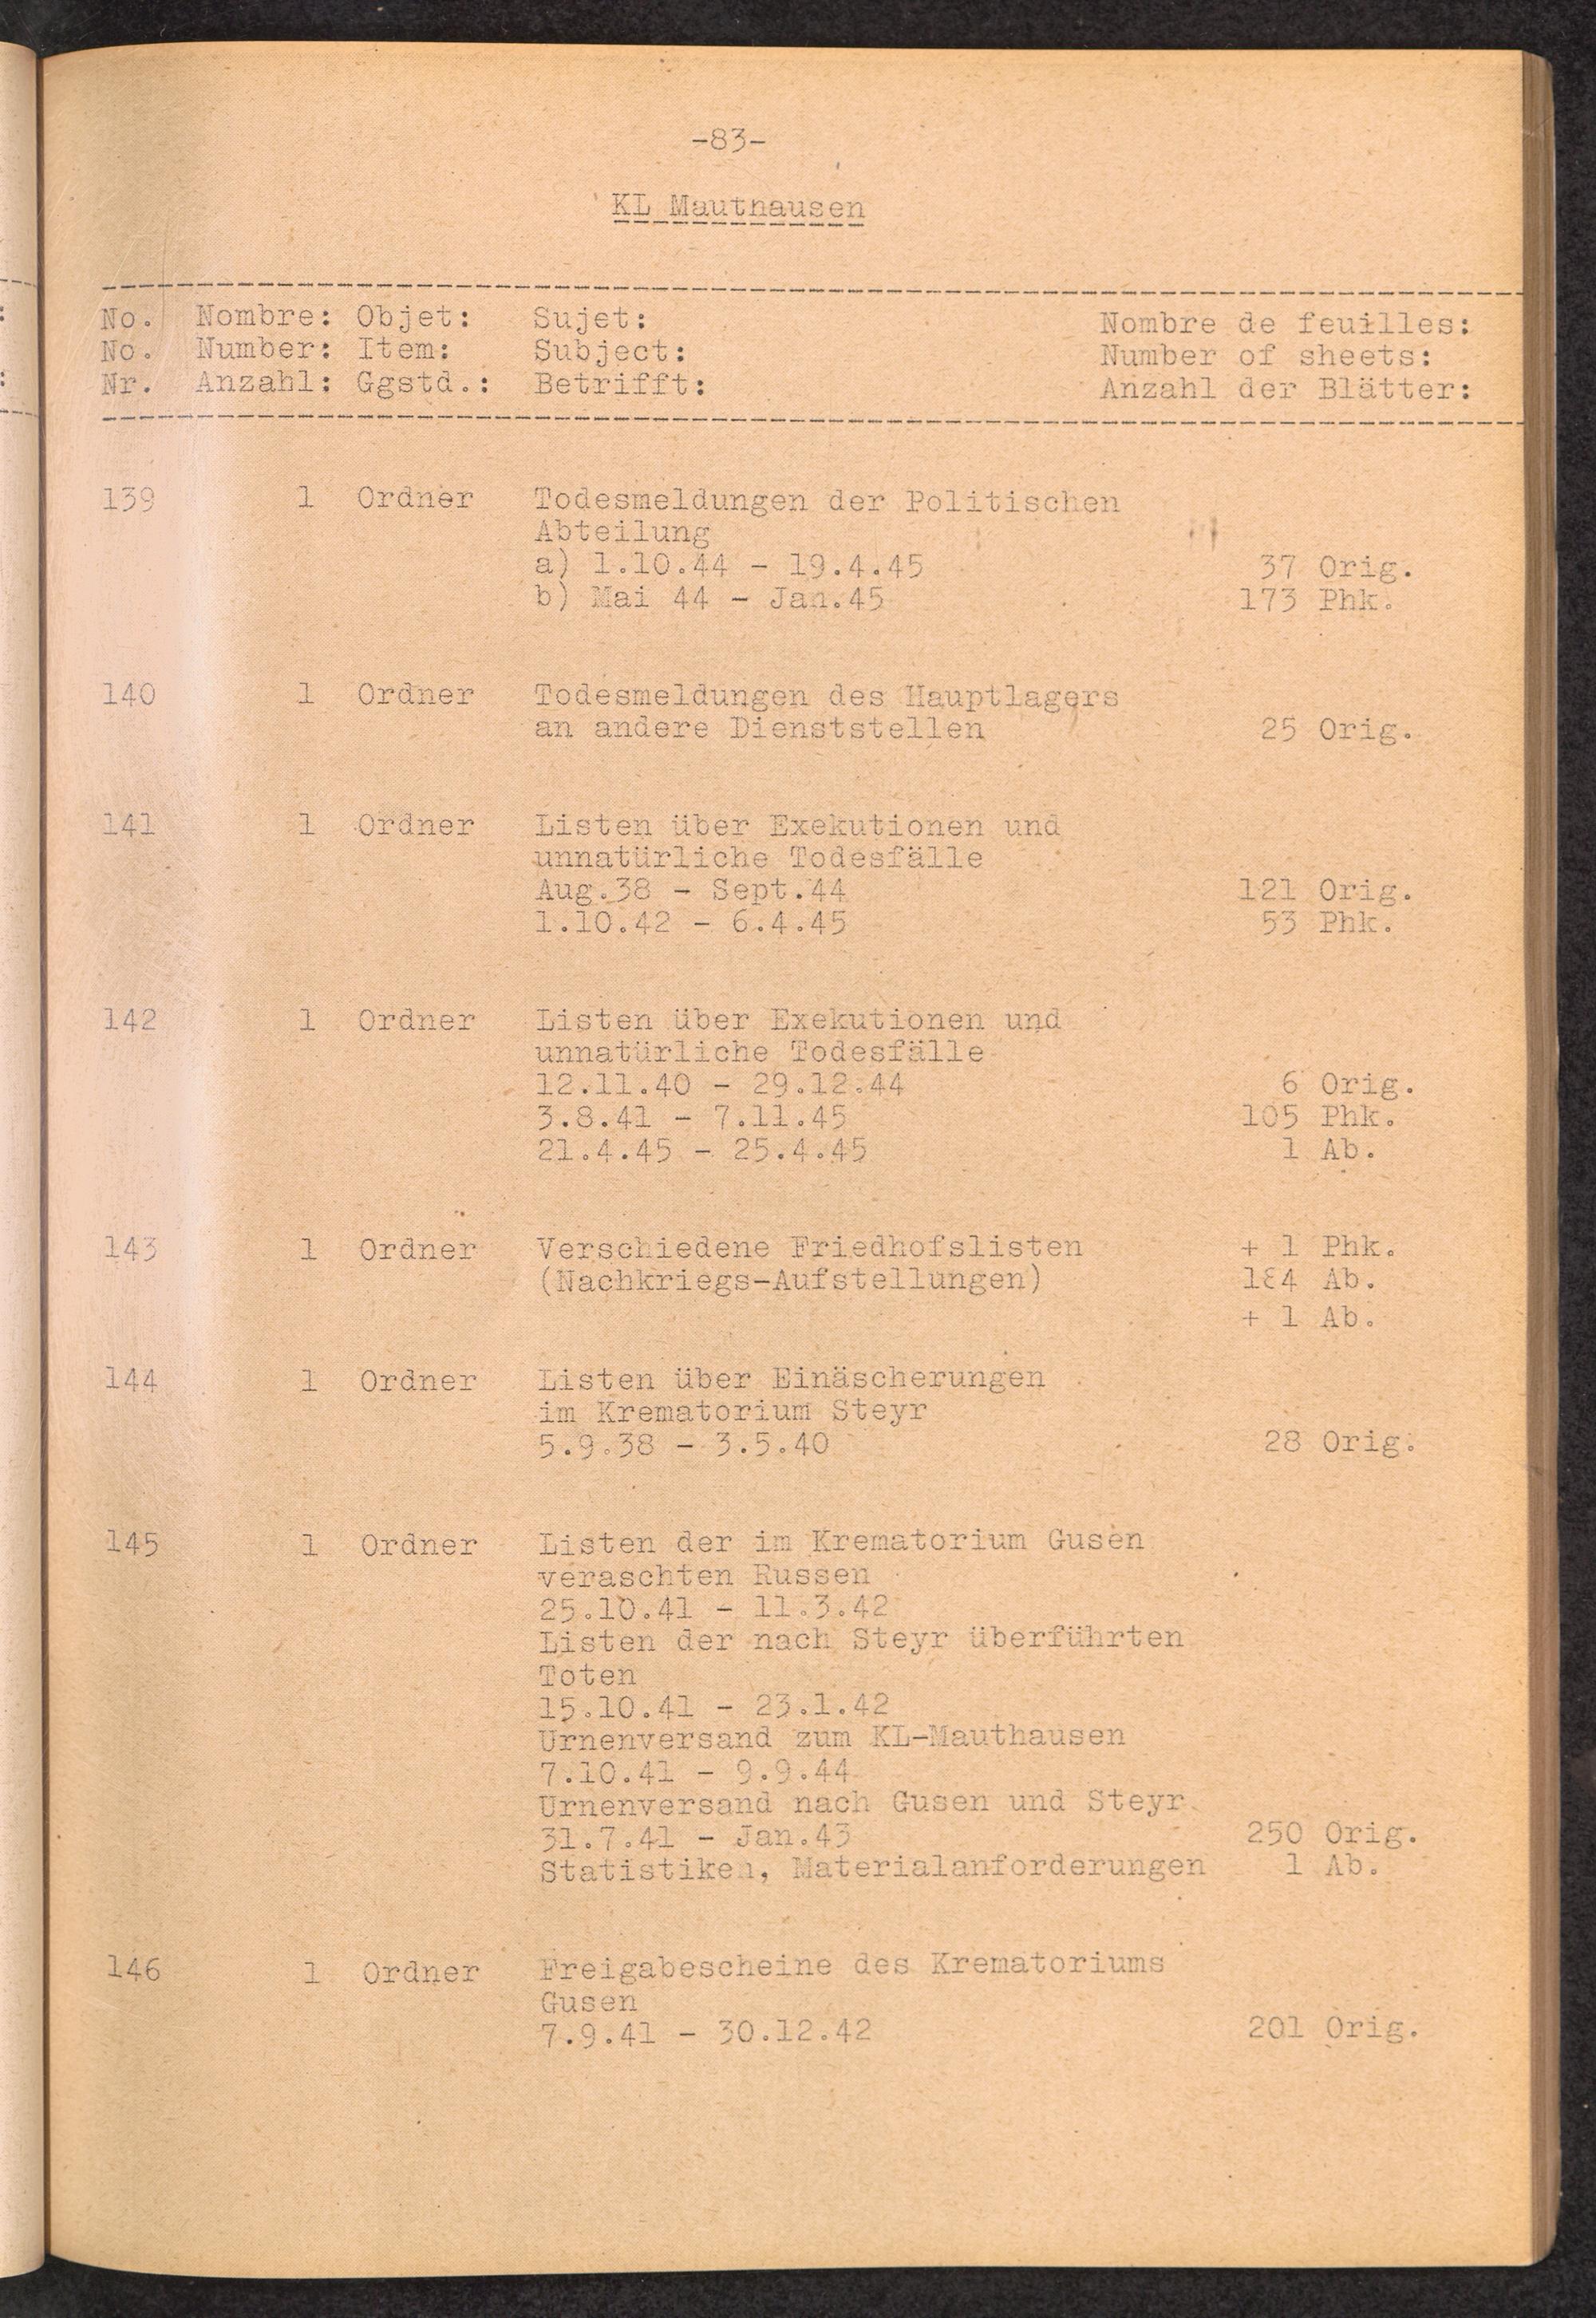 -83-
KL Mauthausen
No. Nombre: Objet: Sujet: Nombre de feuilles:
No. Number: Item: Subject: Number of sheets:
Nr. Anzahl: Ggstd.: Betrifft: Anzahl der Blätter:
139 1 Ordner Todesmeldungen der Politischen
Abteilung
a) 1.10.44 - 19.4.45 37 Orig.
b) Mai 44 - Jan.45 173 Phk.
140 1 Ordner Todesmeldungen des Hauptlagers
an andere Dienststellen 25 Orig.
141 1 Ordner Listen über Exekutionen und
unnatürliche Todesfälle
Aug.38 - Sept.44 121 Orig.
1.10.42 - 6.4.45 53 Phk.
142 1 Ordner Listen über Exekutionen und
unnatürliche Todesfälle
12.11.40 - 29.12.44 6 Orig.
3.8.41 - 7.11.45 105 Phk.
21.4.45 - 25.4.45 1 Ab.
143 1 Ordner Verschiedene Friedhofslisten + 1 Phk.
(Nachkriegs-Aufstellungen) Ab.
+ 1 Ab.
144 1 Ordner Listen über Einäscherungen
im Krematorium Steyr
5.9.38 - 3.5.40 28 Orig.
145 1 Ordner Listen der im Krematorium Gusen
veraschten Russen
25.10.41 - 11.3.42
Listen der nach Steyr überführten
Toten
15.10.41 - 23.1.42
Urnenversand zum KL-Mauthausen
7.10.41 - 9.9.44
Urnenversand nach Gusen und Steyr
31.7.41 - Jan.43 250 Orig.
Statistiken, Materialanforderungen 1 Ab.
146 1 Ordner Freigabescheine des Krematoriums
Gusen
7.9.41 - 30.12.42 201 Orig.